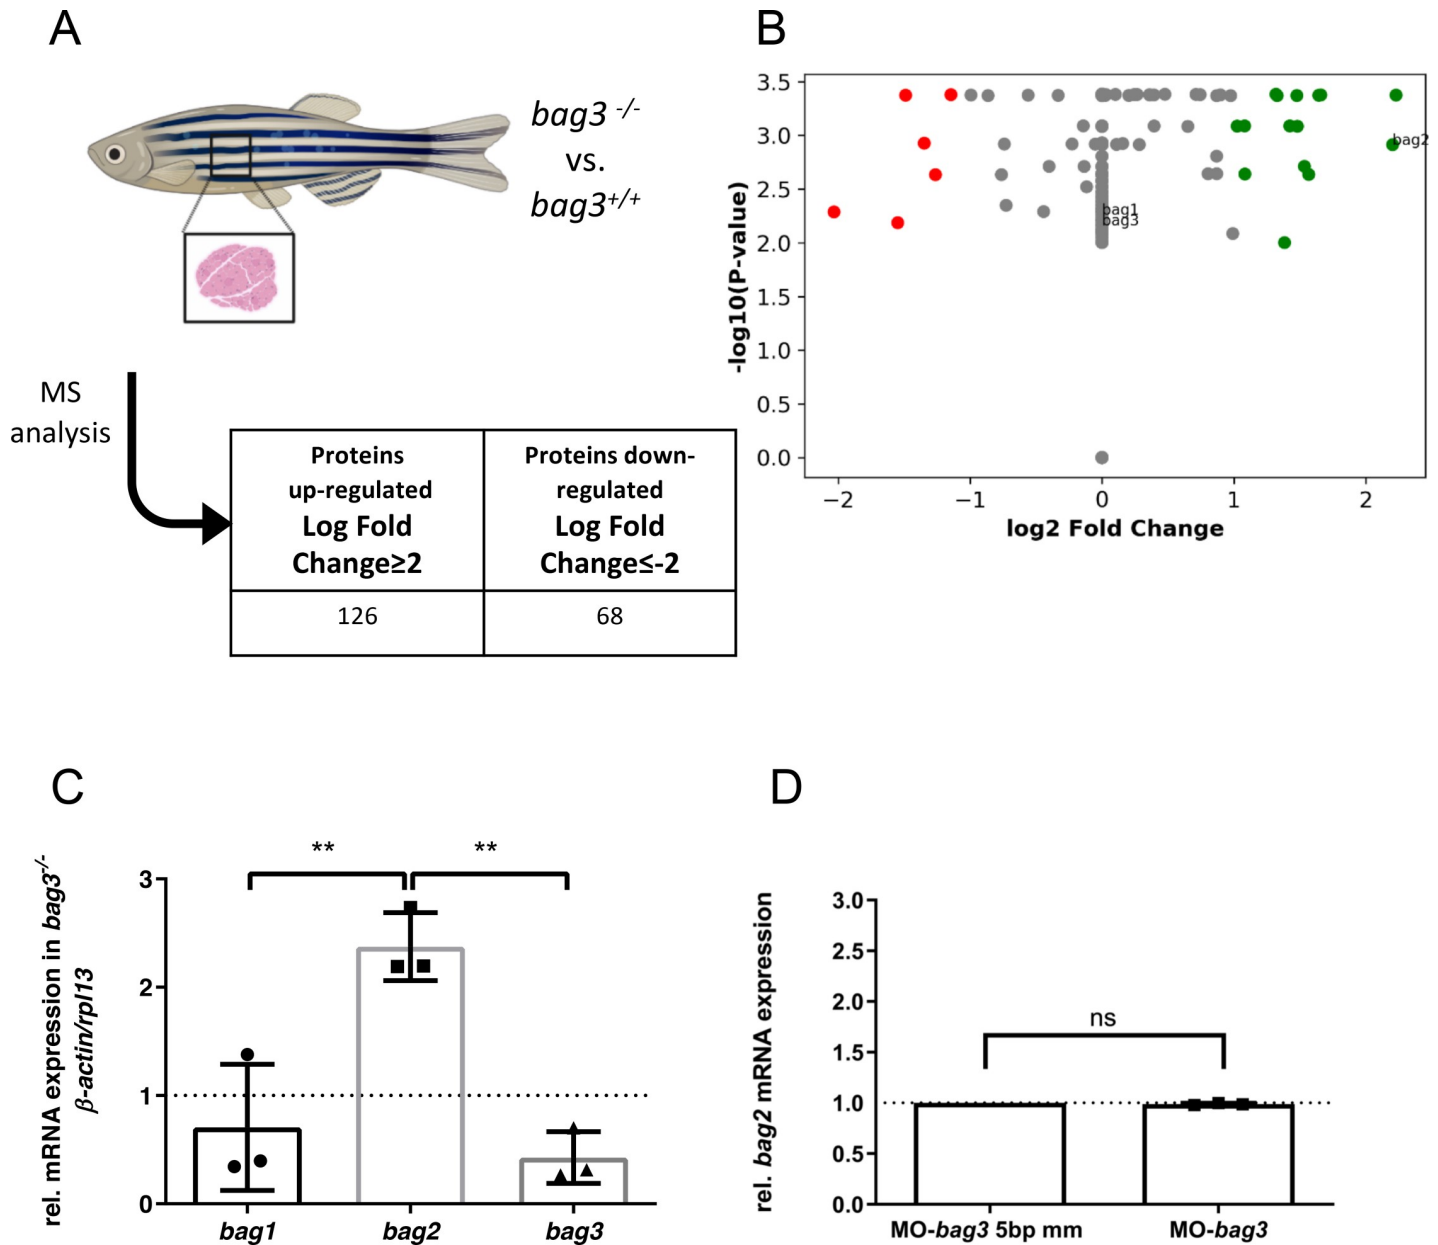 A
bag3 -/-
vs.
bag3+/+
MS
analysis
Proteins
up-regulated
Log Fold
Change≥2
Proteins down-
regulated
Log Fold
Change≤-2
126
68
B
3.5
3.0
2.5
2.0
1.5
1.0
0.5
0.0
-log10(P-value)
bag2
bag1
bag3
−2
−1
0
1
2
log2 Fold Change
C
rel. mRNA expression in bag3-/-
β-actin/rpl13
3
2
1
0
**
**
bag1
bag2
bag3
D
rel. bag2 mRNA expression
3.0
2.5
2.0
1.5
1.0
0.5
0.0
ns
MO-bag3 5bp mm
MO-bag3